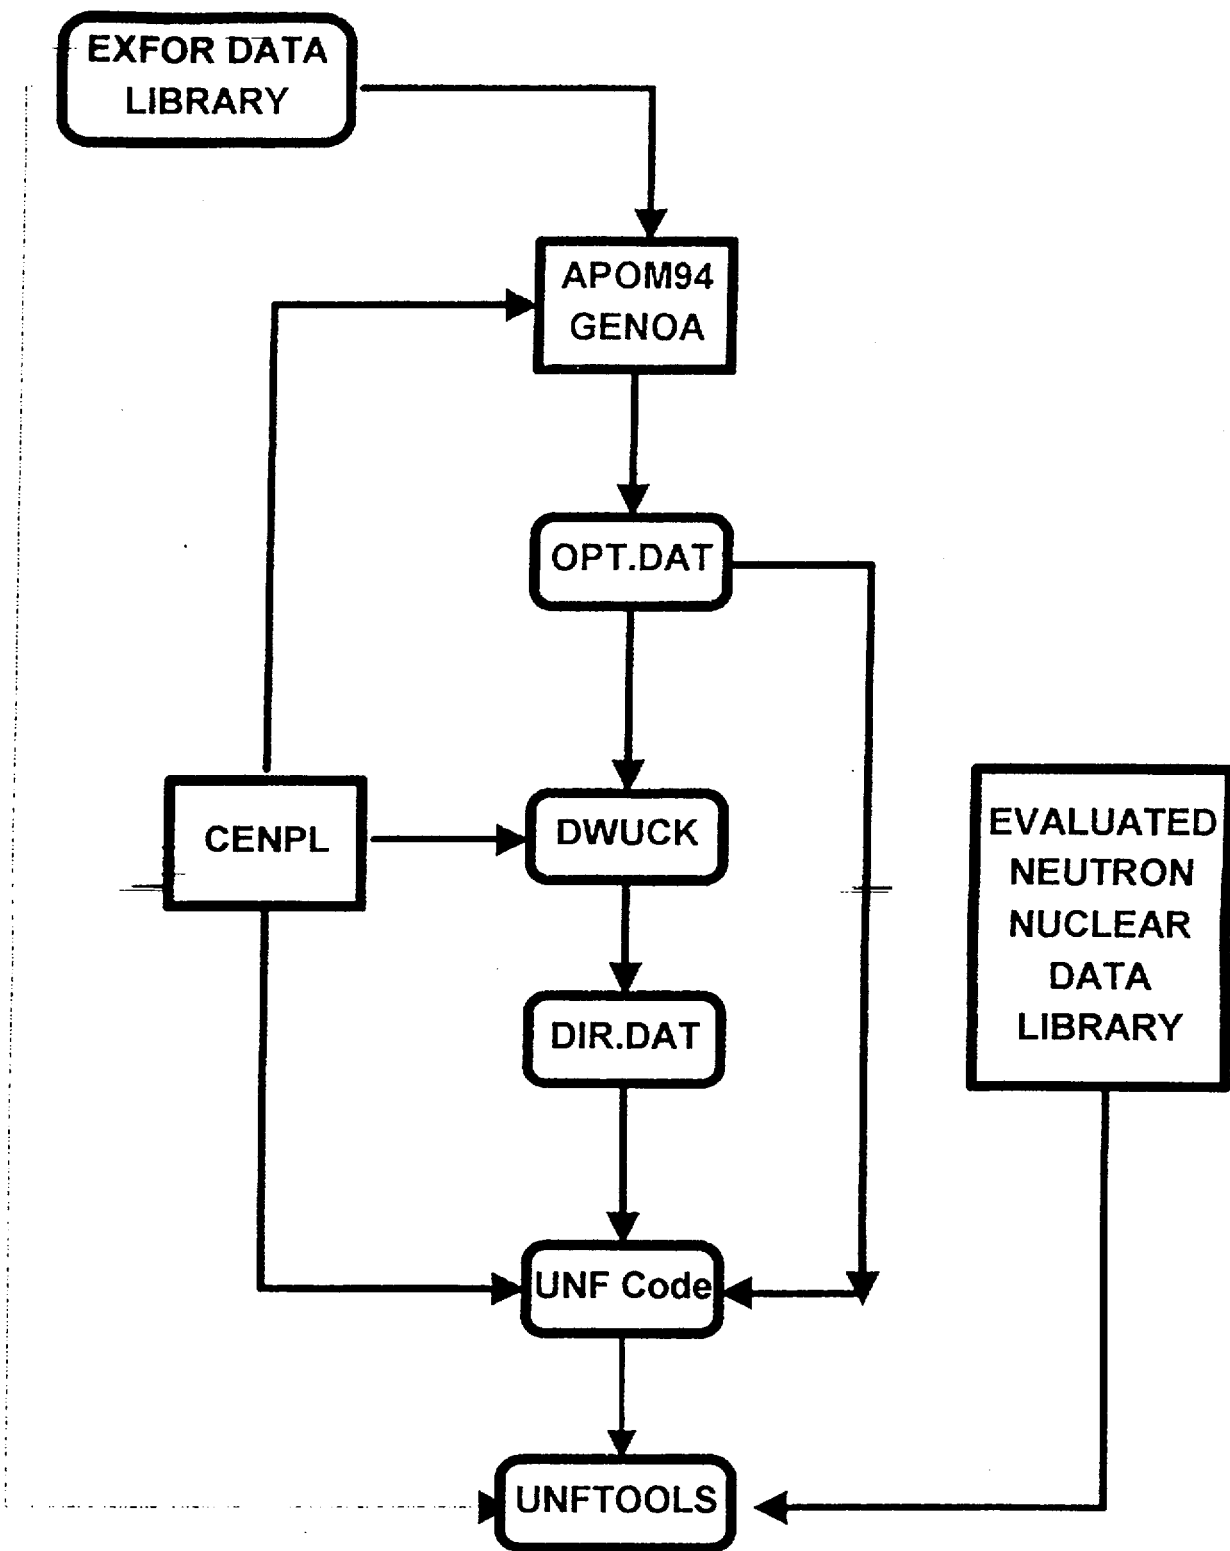 EXFOR DATA
LIBRARY
APOM94
GENOA
OPT.DAT
CENPL
DWUCK
EVALUATED
NEUTRON
NUCLEAR
DATA
LIBRARY
DIR.DAT
UNF Code
UNFTOOLS